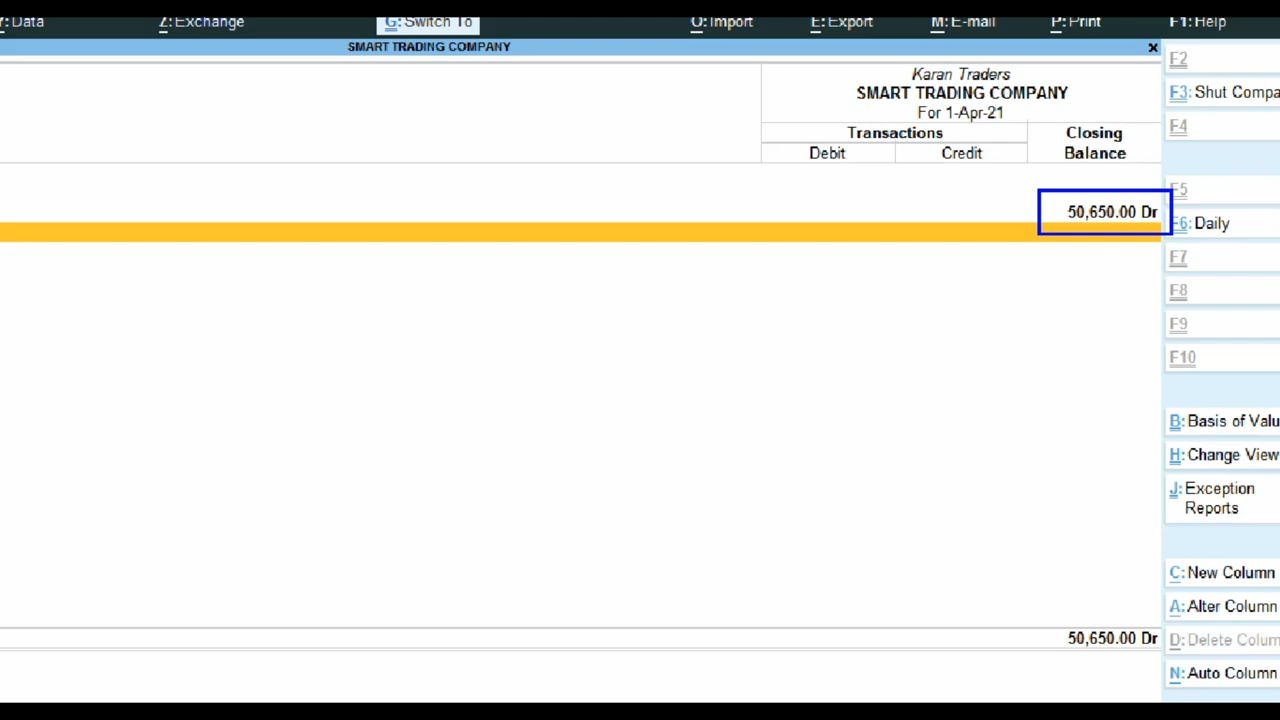 Y: Data Z: Exchange G: Switch To O: Import E: Export M: E-mail P: Print F1: Help
SMART TRADING COMPANY x
Karan Traders
SMART TRADING COMPANY
For 1-Apr-21
Transactions Closing
Debit Credit Balance
50,650.00 Dr
50,650.00 Dr
F2
F3: Shut Compa
F4
F5
F6: Daily
F7
F8
F9
F10
B: Basis of Valu
H: Change View
J: Exception
Reports
C: New Column
A: Alter Column
D: Delete Colum
N: Auto Column